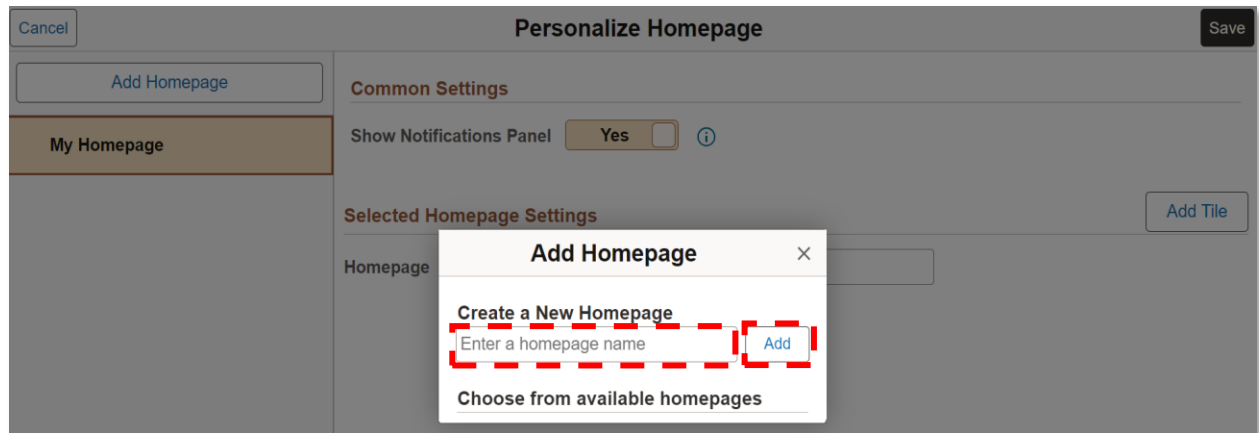 Cancel
Personalize Homepage
Save
Add Homepage
My Homepage
Common Settings
Show Notifications Panel Yes
Selected Homepage Settings
Add Tile
Homepage
Add Homepage
Create a New Homepage
Enter a homepage name
Add
Choose from available homepages